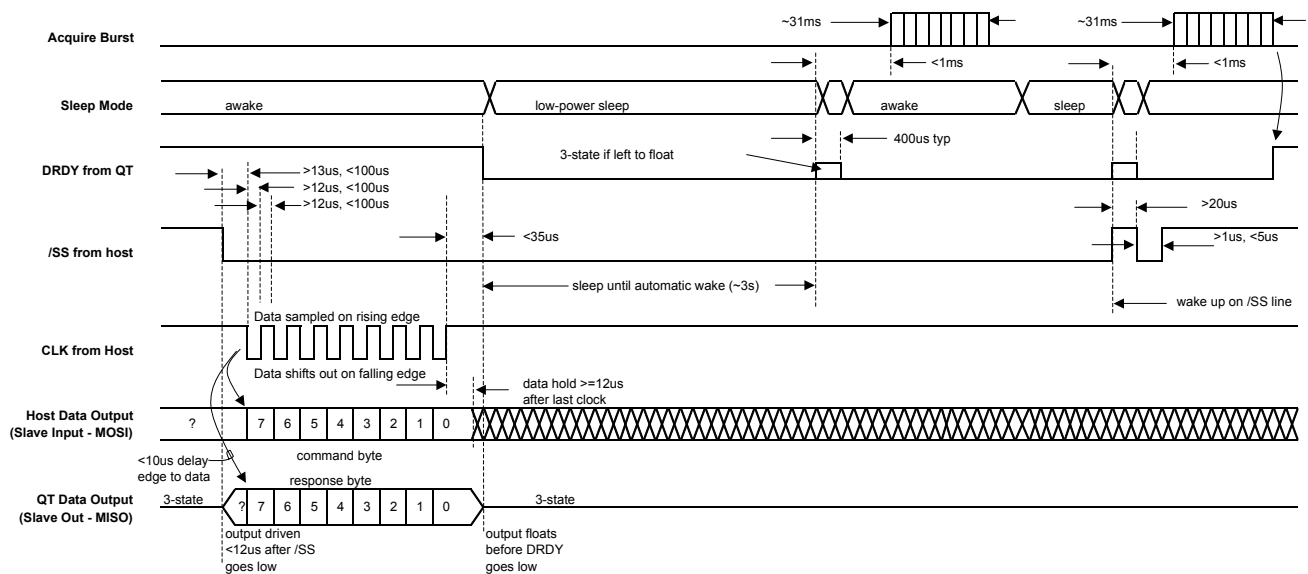 ~31ms
~31ms
Acquire Burst
<1ms
<1ms
Sleep Mode
awake
low-power sleep
awake
sleep
400us typ
3-state if left to float
DRDY from QT
>13us, <100us
>12us, <100us
>12us, <100us
>20us
<35us
>1us, <5us
/SS from host
sleep until automatic wake (~3s)
wake up on /SS line
Data sampled on rising edge
CLK from Host
Data shifts out on falling edge
data hold >=12us
after last clock
Host Data Output
(Slave Input - MOSI)
? 7 6 5 4 3 2 1 0
command byte
<10us delay
edge to data
response byte
QT Data Output
(Slave Out - MISO)
3-state
? 7 6 5 4 3 2 1 0
3-state
output driven
<12us after /SS
goes low
output floats
before DRDY
goes low